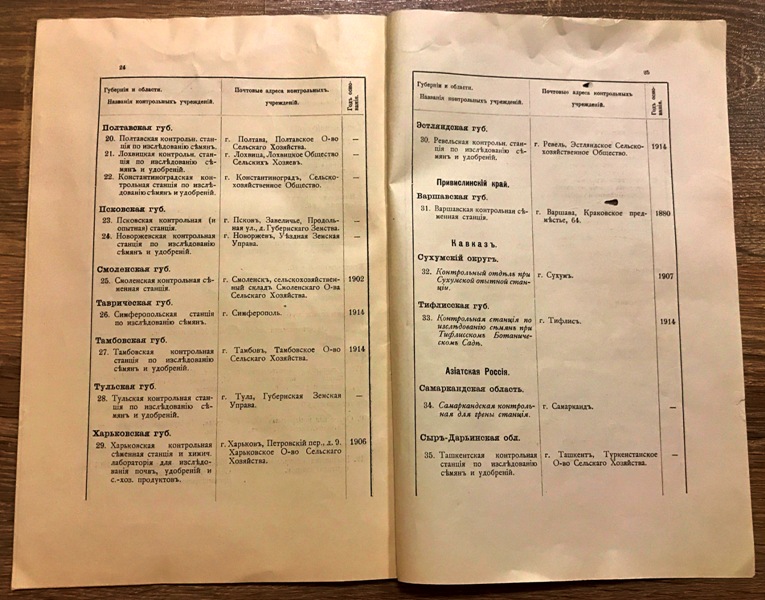 24
Губернія и области.
Названія контрольныхъ учрежденій.
Почтовые адреса контрольныхъ
учрежденій.
Годъ осно-
ванія.
Полтавская губ.
20. Полтавская контрольн. стан-
ція по изслѣдованію сѣмянъ.
г. Полтава, Полтавское О-во
Сельскаго Хозяйства.
—
21. Лохвицкая контрольн. стан-
ція по изслѣдованію сѣ-
мянъ и удобреній.
г. Лохвица, Лохвицкое Общество
Сельскихъ Хозяевъ.
—
22. Константиноградская кон-
трольная станція по изслѣ-
дованію сѣмянъ и удобреній.
г. Константиноградъ, Сельско-
хозяйственное Общество.
—
Псковская губ.
23. Псковская контрольная (и
опытная) станція.
г. Псковъ, Завеличье, Продоль-
ная ул., д. Губернскаго Земства.
—
24. Новоржевская контрольная
станція по изслѣдованію
сѣмянъ и удобреній.
г. Новоржевъ, Уѣздная Земская
Управа.
—
Смоленская губ.
25. Смоленская контрольная сѣ-
менная станція.
г. Смоленскъ, сельскохозяйствен-
ный складъ Смоленскаго О-ва
Сельскаго Хозяйства.
1902
Таврическая губ.
26. Симферопольская станція
по изслѣдованію сѣмянъ.
г. Симферополь.
1914
Тамбовская губ.
27. Тамбовская контрольная
станція по изслѣдованію
сѣмянъ и удобреній.
г. Тамбовъ, Тамбовское О-во
Сельскаго Хозяйства.
1914
Тульская губ.
28. Тульская контрольная стан-
ція по изслѣдованію сѣ-
мянъ и удобреній.
г. Тула, Губернская Земская
Управа.
—
Харьковская губ.
29. Харьковская контрольная
сѣменная станція и химич.
лабораторія для изслѣдо-
ванія почвъ, удобреній и
с.-хоз. продуктовъ.
г. Харьковъ, Петровскій пер., д. 9.
Харьковское О-во Сельскаго
Хозяйства.
1906
25
Губерніи и области.
Названія контрольныхъ учрежденій.
Почтовые адреса контрольныхъ
учрежденій.
Годъ осно-
ванія.
Эстляндская губ.
30. Ревельская контрольн. стан-
ція по изслѣдованію сѣ-
мянъ и удобреній.
г. Ревель, Эстляндское Сельско-
хозяйственное Общество.
1914
Привислинскій край.
Варшавская губ.
31. Варшавская контрольная сѣ-
менная станція.
г. Варшава, Краковское пред-
мѣстье, 64.
1880
Кавказъ.
Сухумскій округъ.
32. Контрольный отдѣлъ при
Сухумской опытной стан-
ціи.
г. Сухумъ.
1907
Тифлисская губ.
33. Контрольная станція по
изслѣдованію сѣмянъ при
Тифлисскомъ Ботаниче-
скомъ Садѣ.
г. Тифлисъ.
1914
Азіатская Россія.
Самаркандская область.
34. Самаркандская контроль-
ная для грены станція.
г. Самаркандъ.
—
Сыръ-Дарьинская обл.
35. Ташкентская контрольная
станція по изслѣдованію
сѣмянъ и удобреній.
г. Ташкентъ, Туркестанское
О-во Сельскаго Хозяйства.
—